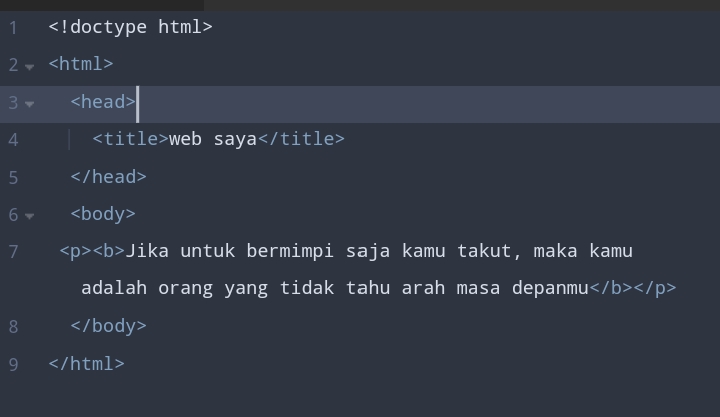 1 <!doctype html>
2 <html>
3 <head>
4 <title>web saya</title>
5 </head>
6 <body>
7 <p><b>Jika untuk bermimpi saja kamu takut, maka kamu
adalah orang yang tidak tahu arah masa depanmu</b></p>
8 </body>
9 </html>